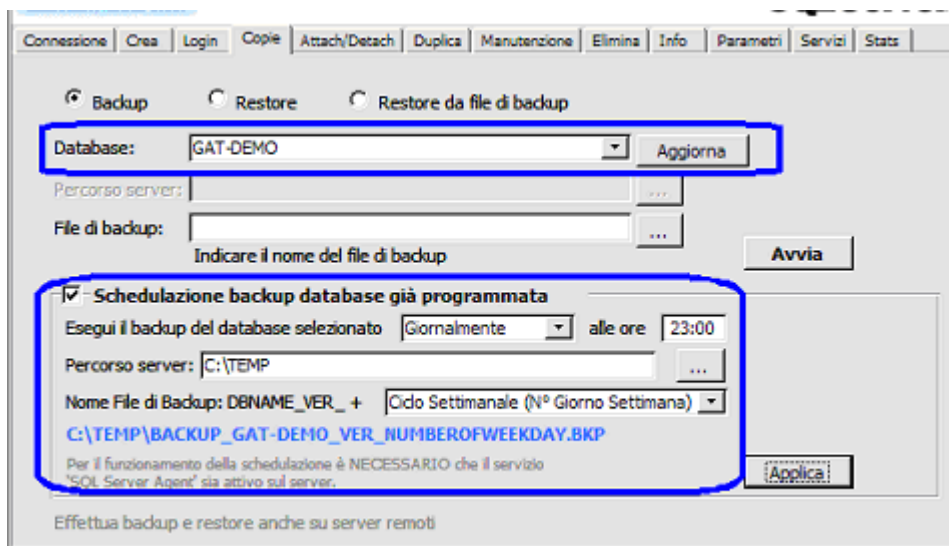 Connessione Crea Login Copie Attach/Detach Duplica Manutenzione Elimina Info Parametri Servizi Stats
Backup Restore Restore da file di backup
Database: GAT-DEMO Aggiorna
Percorso server: ...
File di backup: ...
Indicare il nome del file di backup Avvia
Schedulazione backup database già programmata
Esegui il backup del database selezionato Giornalmente alle ore 23:00
Percorso server: C:\TEMP ...
Nome File di Backup: DBNAME_VER_ + Ciclo Settimanale (N° Giorno Settimana)
C:\TEMP\BACKUP_GAT-DEMO_VER_NUMBEROFWEEKDAY.BKP
Per il funzionamento della schedulazione è NECESSARIO che il servizio
'SQL Server Agent' sia attivo sul server. Applica
Effettua backup e restore anche su server remoti